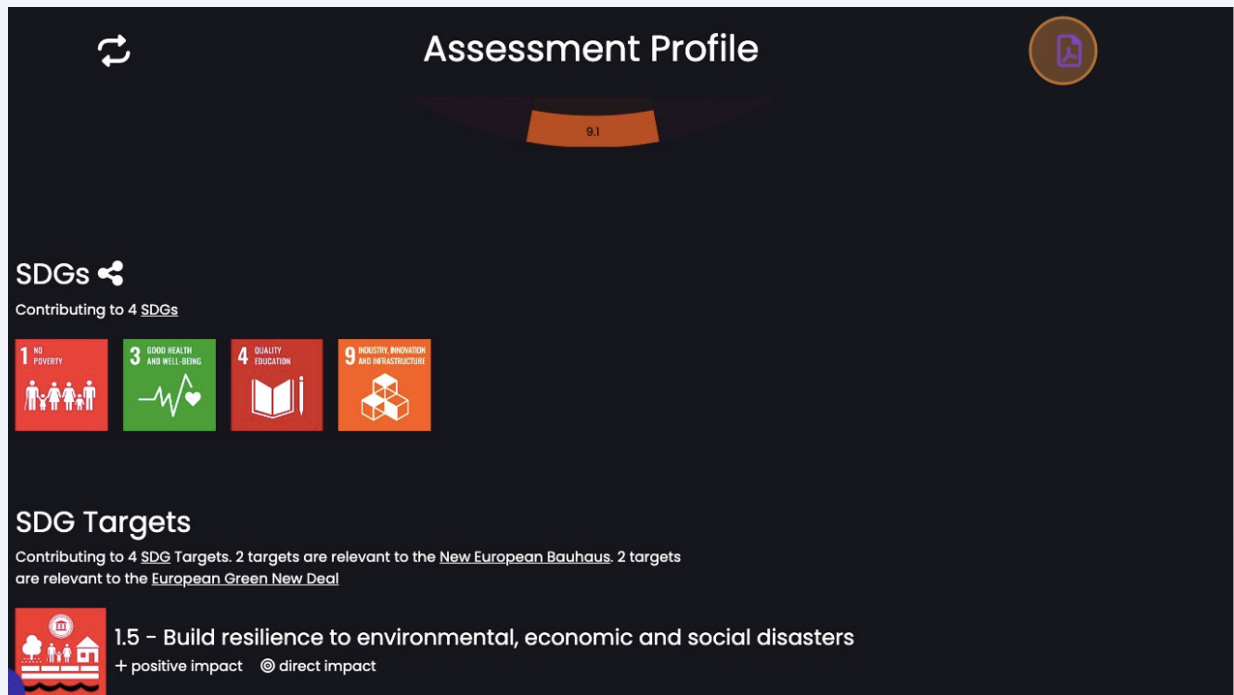 Assessment Profile
9.1
SDGs
Contributing to 4 SDGs
1 NO
POVERTY
3 GOOD HEALTH
AND WELL-BEING
4 QUALITY
EDUCATION
9 INDUSTRY, INNOVATION
AND INFRASTRUCTURE
SDG Targets
Contributing to 4 SDG Targets. 2 targets are relevant to the New European Bauhaus. 2 targets
are relevant to the European Green New Deal
1.5 - Build resilience to environmental, economic and social disasters
+ positive impact direct impact